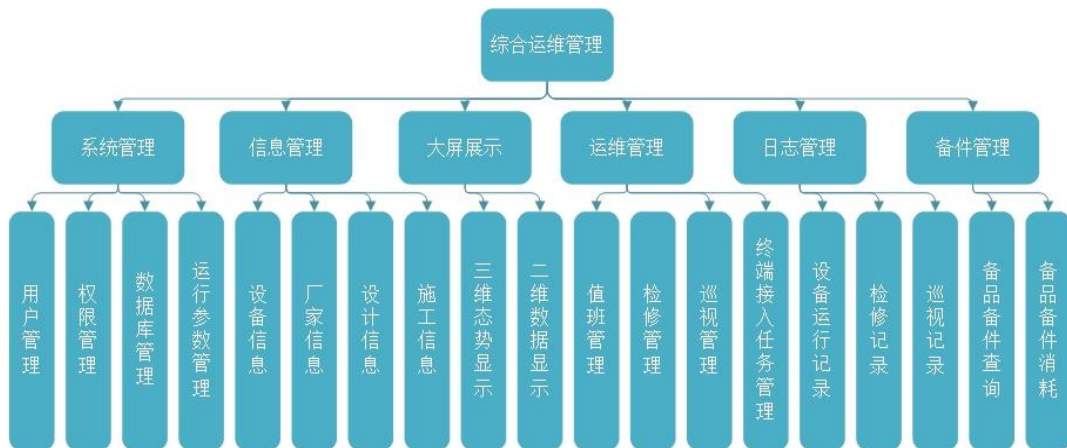 综合运维管理
系统管理
信息管理
大屏展示
运维管理
日志管理
备件管理
用户管理
权限管理
数据库管理
运行参数管理
设备信息
厂家信息
设计信息
施工信息
三维态势显示
二维数据显示
值班管理
检修管理
巡视管理
终端接入任务管理
设备运行记录
检修记录
巡视记录
备品备件查询
备品备件消耗